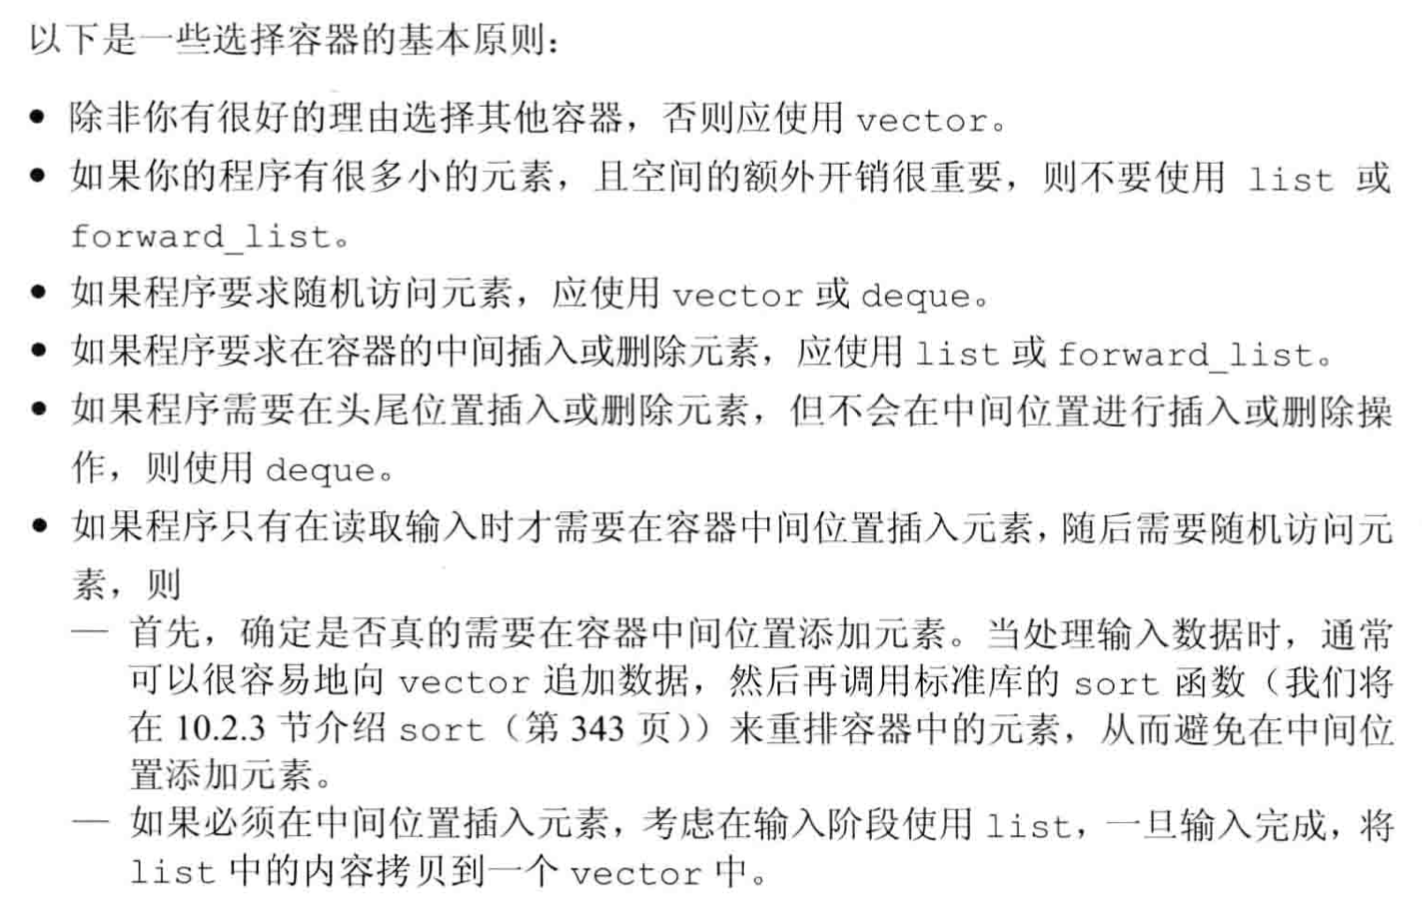 以下是一些选择容器的基本原则：
● 除非你有很好的理由选择其他容器，否则应使用 vector。
● 如果你的程序有很多小的元素，且空间的额外开销很重要，则不要使用 list 或
forward_list。
● 如果程序要求随机访问元素，应使用 vector 或 deque。
● 如果程序要求在容器的中间插入或删除元素，应使用 list 或 forward_list。
● 如果程序需要在头尾位置插入或删除元素，但不会在中间位置进行插入或删除操
作，则使用 deque。
● 如果程序只有在读取输入时才需要在容器中间位置插入元素，随后需要随机访问元
素，则
— 首先，确定是否真的需要在容器中间位置添加元素。当处理输入数据时，通常
可以很容易地向 vector 追加数据，然后再调用标准库的 sort 函数（我们将
在 10.2.3 节介绍 sort（第 343 页））来重排容器中的元素，从而避免在中间位
置添加元素。
— 如果必须在中间位置插入元素，考虑在输入阶段使用 list，一旦输入完成，将
list 中的内容拷贝到一个 vector 中。